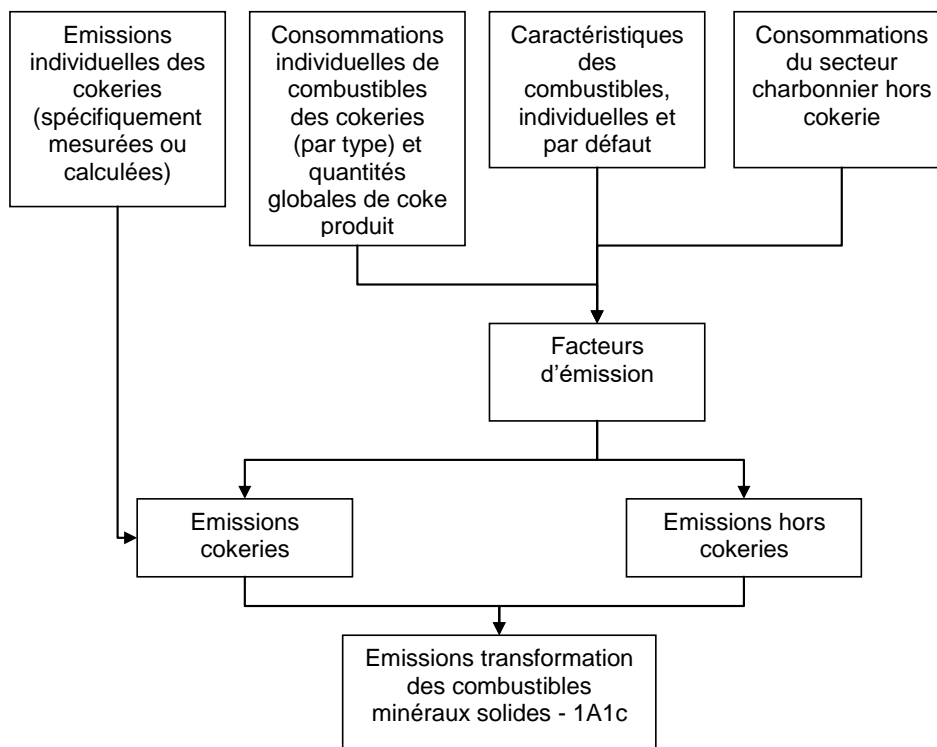 Emissions
individuelles des
cokeries
(spécifiquement
mesurées ou
calculées)
Consommations
individuelles de
combustibles
des cokeries
(par type) et
quantités
globales de coke
produit
Caractéristiques
des
combustibles,
individuelles et
par défaut
Consommations
du secteur
charbonnier hors
cokerie
Facteurs
d’émission
Emissions
cokeries
Emissions hors
cokeries
Emissions transformation
des combustibles
minéraux solides - 1A1c